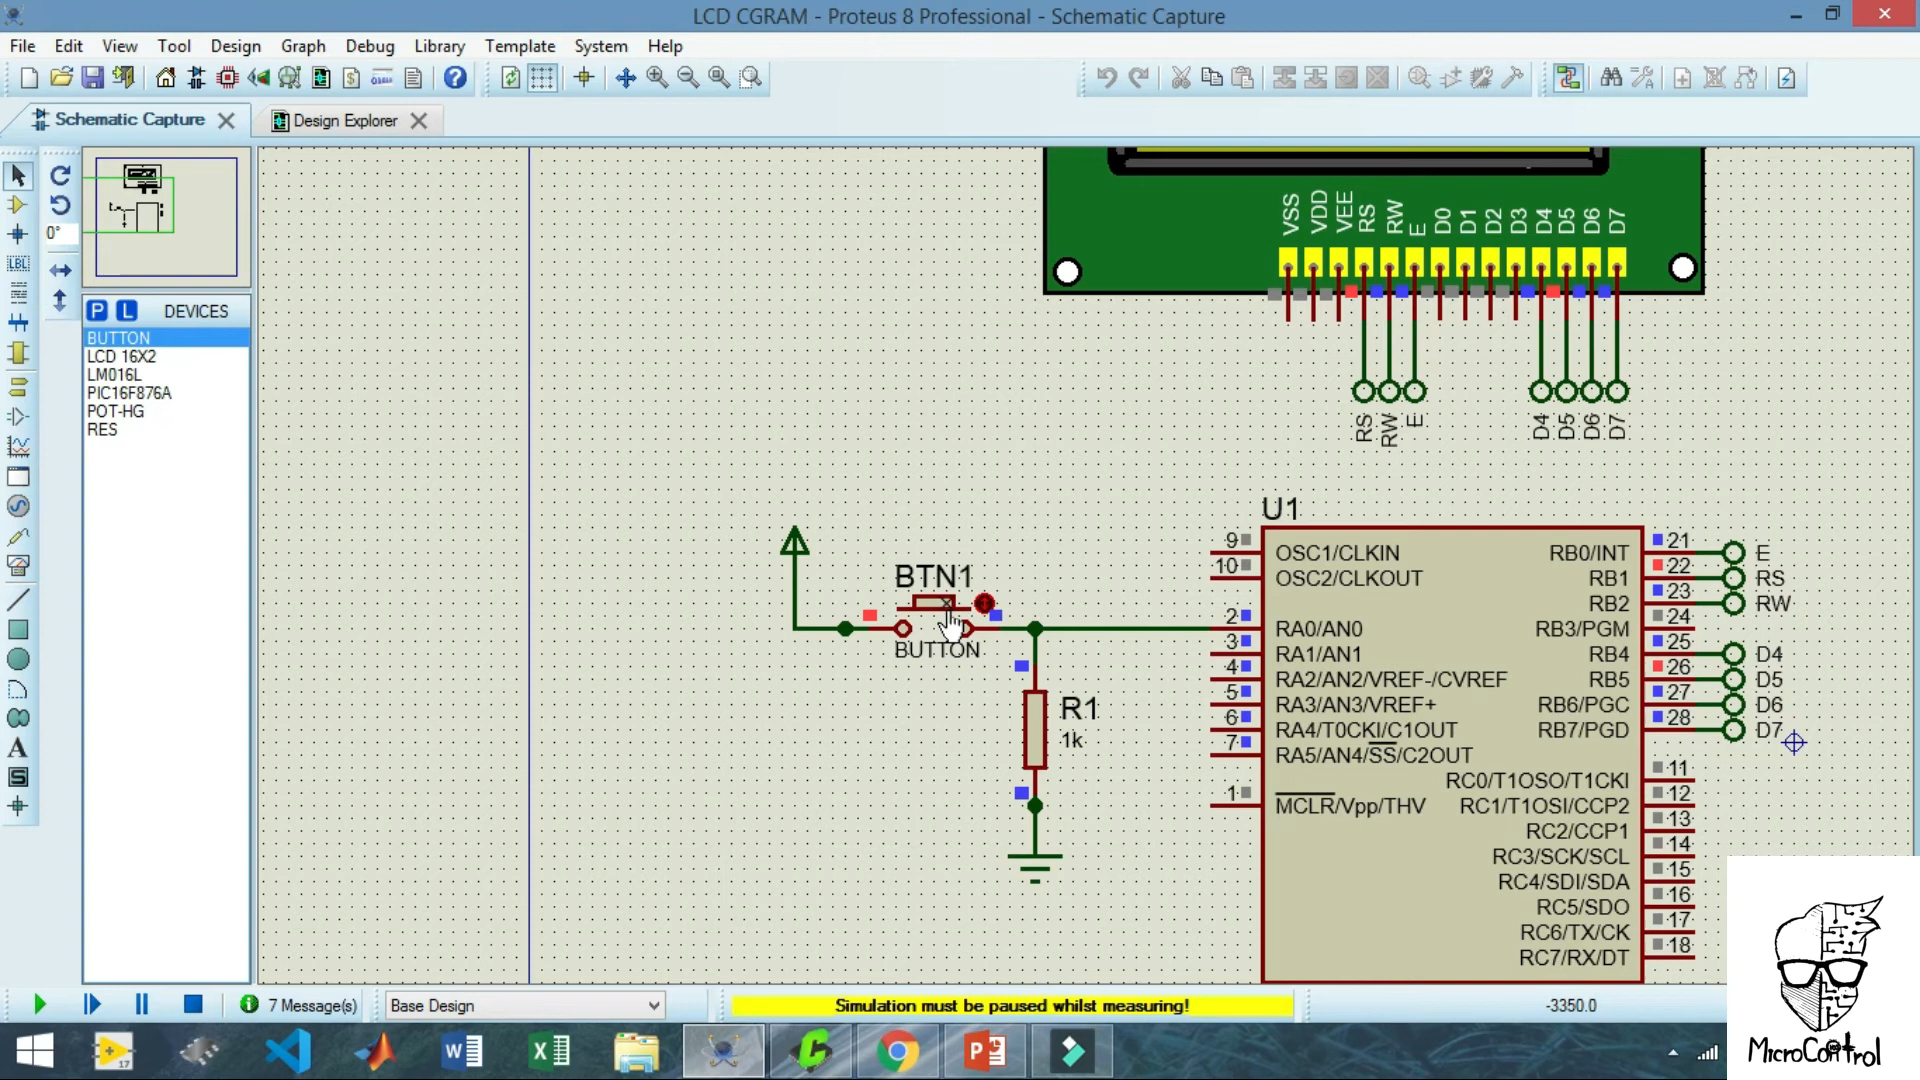 LCD CGRAM - Proteus 8 Professional - Schematic Capture
File Edit View Tool Design Graph Debug Library Template System Help
Schematic Capture
Design Explorer
0°
LBL
P L DEVICES
BUTTON
LCD 16X2
LM016L
PIC16F876A
POT-HG
RES
A
S
VSS VDD VEE RS RW E D0 D1 D2 D3 D4 D5 D6 D7
RS RW E D4 D5 D6 D7
BTN1
BUTTON
R1
1k
U1
9 OSC1/CLKIN
10 OSC2/CLKOUT
2 RA0/AN0
3 RA1/AN1
4 RA2/AN2/VREF-/CVREF
5 RA3/AN3/VREF+
6 RA4/T0CKI/C1OUT
7 RA5/AN4/SS/C2OUT
1 MCLR/Vpp/THV
RB0/INT 21 E
RB1 22 RS
RB2 23 RW
RB3/PGM 24
RB4 25 D4
RB5 26 D5
RB6/PGC 27 D6
RB7/PGD 28 D7
RC0/T1OSO/T1CKI 11
RC1/T1OSI/CCP2 12
RC2/CCP1 13
RC3/SCK/SCL 14
RC4/SDI/SDA 15
RC5/SDO 16
RC6/TX/CK 17
RC7/RX/DT 18
7 Message(s)
Base Design
Simulation must be paused whilst measuring!
-3350.0
17
MicroControl